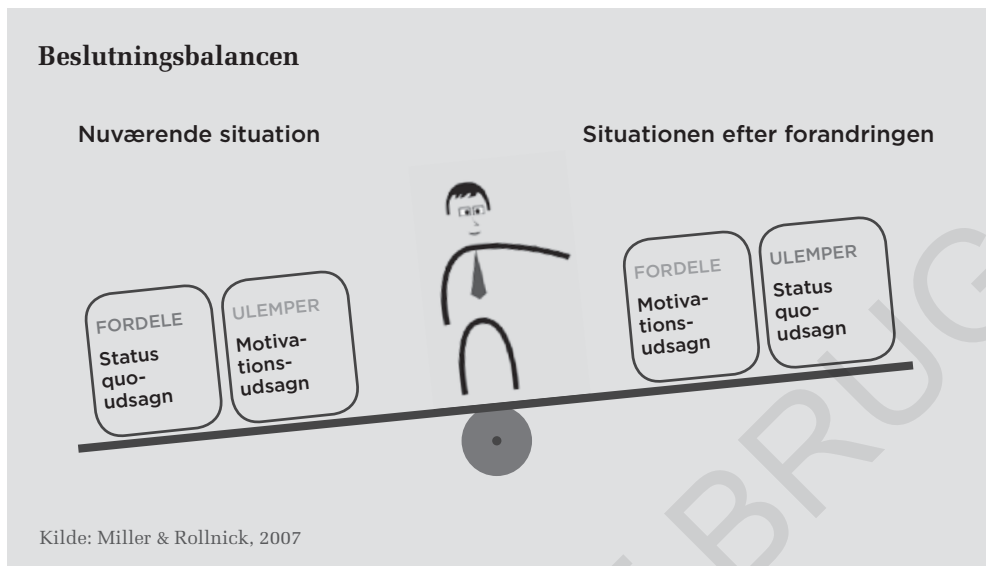 Beslutningsbalancen
Nuværende situation
Situationen efter forandringen
FORDELE
Status
quo-
udsagn
ULEMPER
Motiva-
tions-
udsagn
FORDELE
Motiva-
tions-
udsagn
ULEMPER
Status
quo-
udsagn
BRUG
Kilde: Miller & Rollnick, 2007